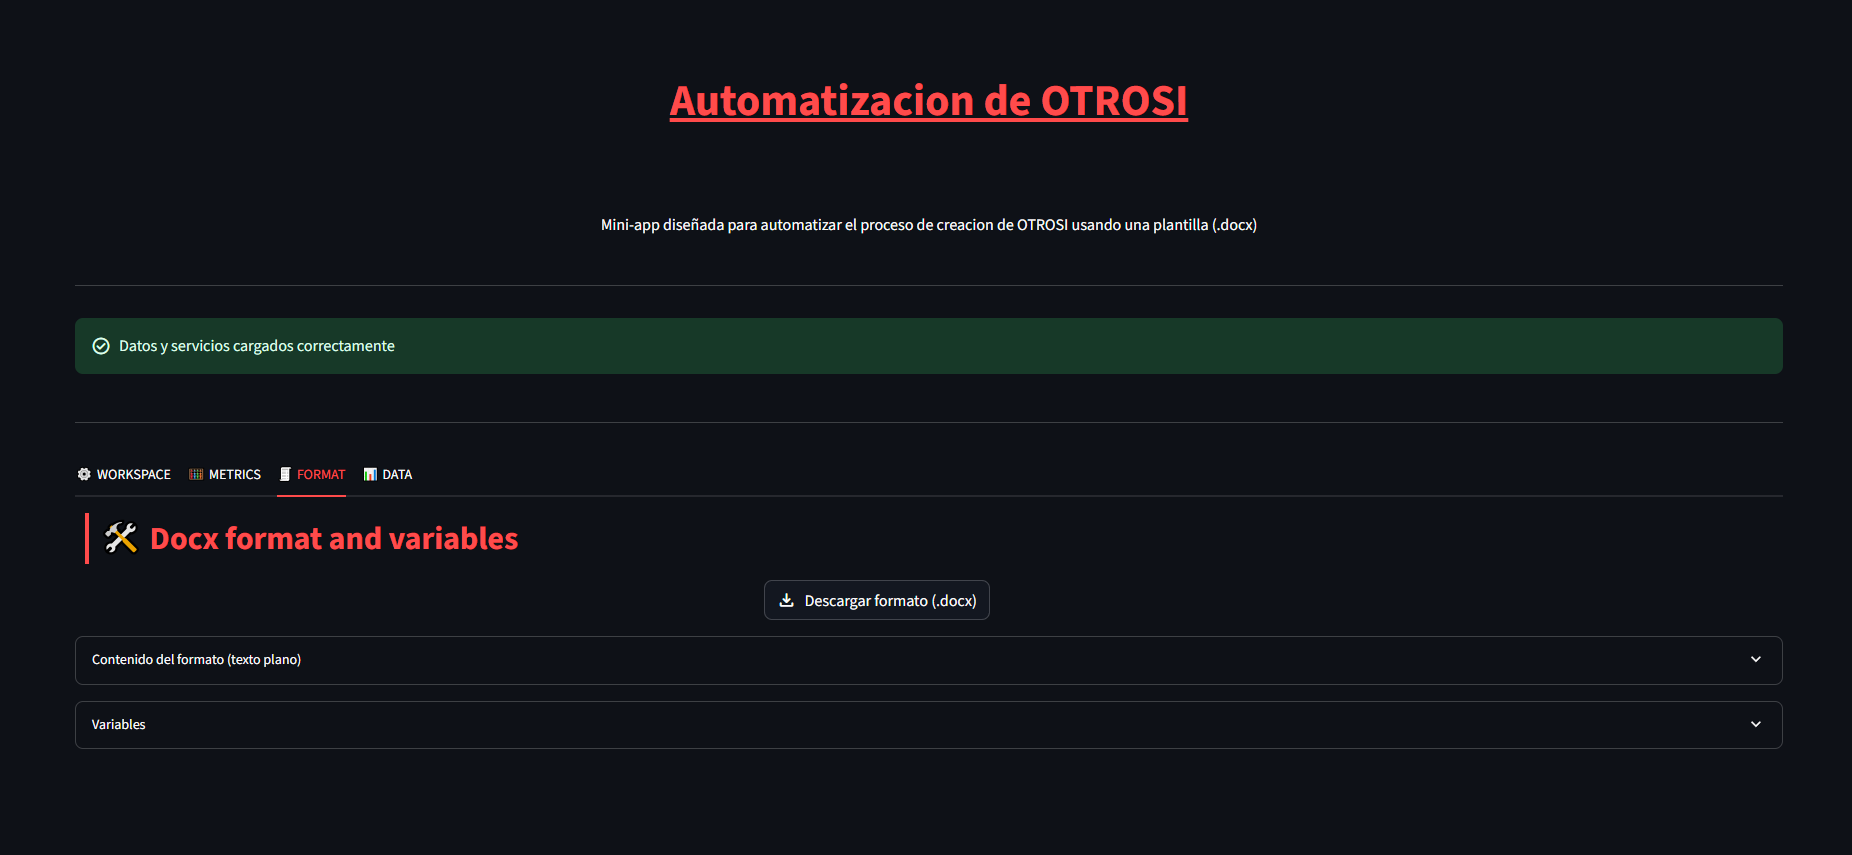 Automatizacion de OTROSI
Mini-app diseñada para automatizar el proceso de creacion de OTROSI usando una plantilla (.docx)
Datos y servicios cargados correctamente
WORKSPACE METRICS FORMAT DATA
Docx format and variables
Descargar formato (.docx)
Contenido del formato (texto plano)
Variables